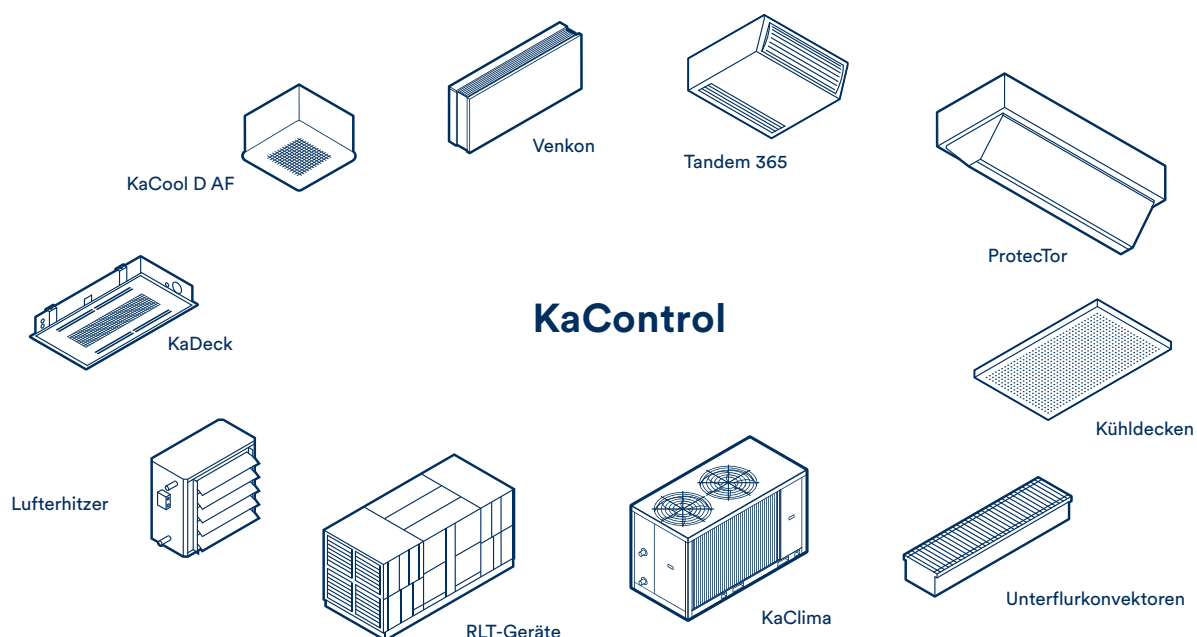 Venkon
Tandem 365
KaCool D AF
ProtecTor
KaControl
KaDeck
Kühldecken
Lufterhitzer
Unterflurkonvektoren
KaClima
RLT-Geräte